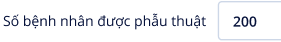 Số bệnh nhân được phẫu thuật 200